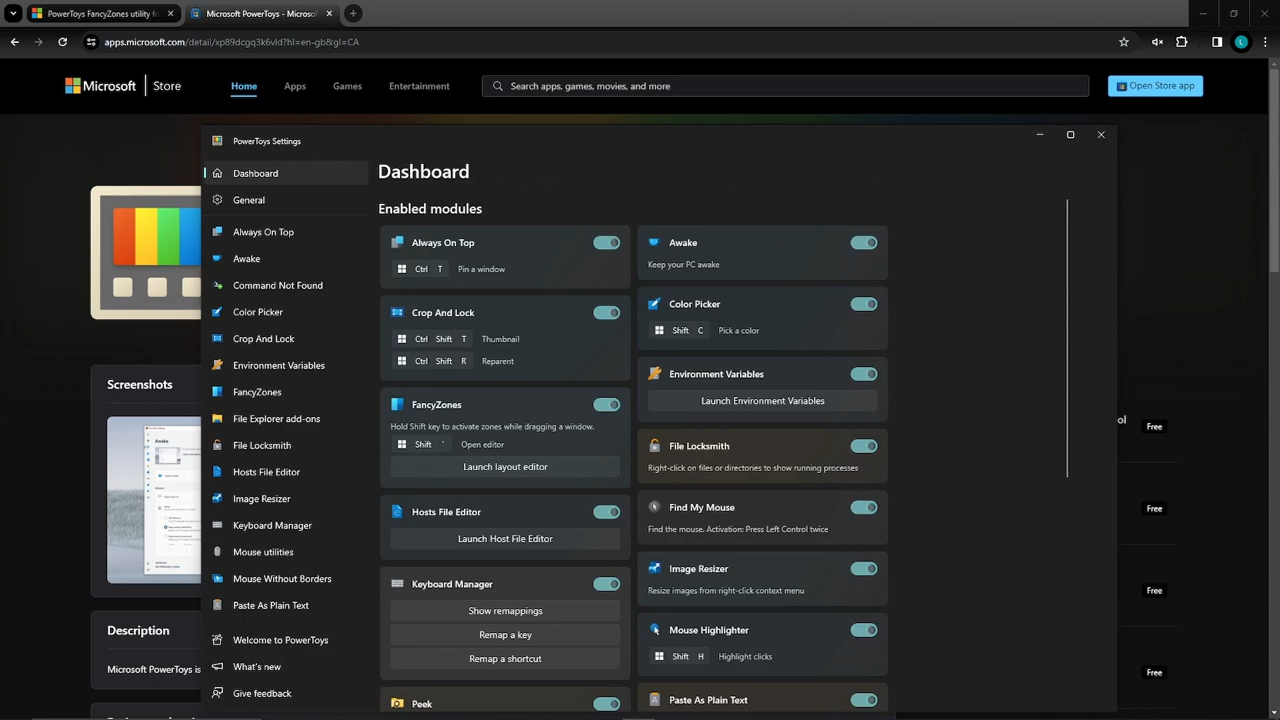 PowerToys FancyZones utility fo
Microsoft PowerToys - Microso
apps.microsoft.com/detail/xp89dcgq3k6vld?hl=en-gb&gl=CA
L
Microsoft Store
Home
Apps
Games
Entertainment
Search apps, games, movies, and more
Open Store app
PowerToys Settings
Dashboard
General
Always On Top
Awake
Command Not Found
Color Picker
Crop And Lock
Environment Variables
FancyZones
File Explorer add-ons
File Locksmith
Hosts File Editor
Image Resizer
Keyboard Manager
Mouse utilities
Mouse Without Borders
Paste As Plain Text
Welcome to PowerToys
What's new
Give feedback
Dashboard
Enabled modules
Always On Top
Ctrl T Pin a window
Crop And Lock
Ctrl Shift T Thumbnail
Ctrl Shift R Reparent
FancyZones
Hold Shift key to activate zones while dragging a window.
Shift ` Open editor
Launch layout editor
Hosts File Editor
Launch Host File Editor
Keyboard Manager
Show remappings
Remap a key
Remap a shortcut
Peek
Awake
Keep your PC awake
Color Picker
Shift C Pick a color
Environment Variables
Launch Environment Variables
File Locksmith
Right-click on files or directories to show running processes
Find My Mouse
Find the mouse. Activation: Press Left Control twice
Image Resizer
Resize images from right-click context menu
Mouse Highlighter
Shift H Highlight clicks
Paste As Plain Text
Screenshots
Awake
Description
Microsoft PowerToys is
ol
Free
Free
Free
Free